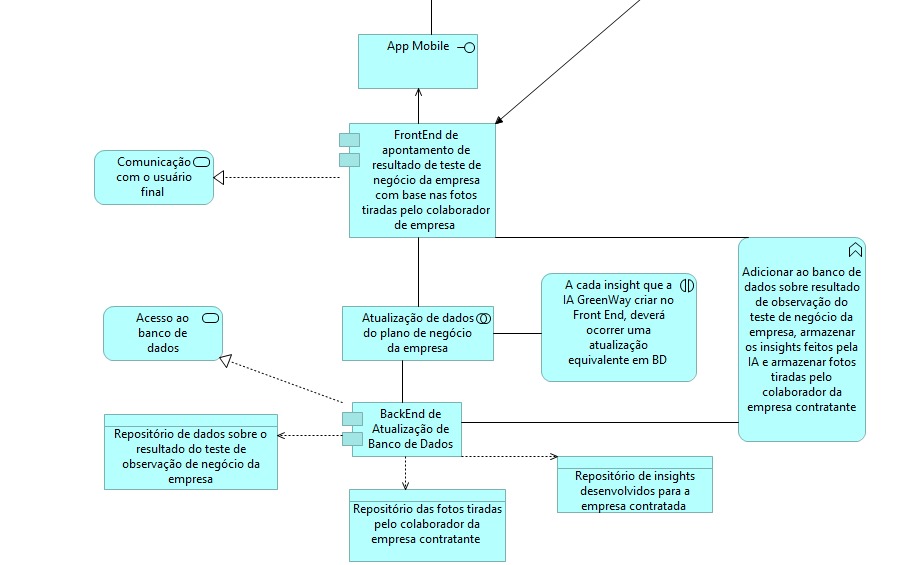 App Mobile
FrontEnd de
apontamento de
resultado de teste de
negócio da empresa
com base nas fotos
tiradas pelo colaborador
de empresa
Comunicação
com o usuário
final
Adicionar ao banco de
dados sobre resultado
de observação do
teste de negócio da
empresa, armazenar
os insights feitos pela
IA e armazenar fotos
tiradas pelo
colaborador da
empresa contratante
A cada insight que a
IA GreenWay criar no
Front End, deverá
ocorrer uma
atualização
equivalente em BD
Atualização de dados
do plano de negócio
da empresa
Acesso ao
banco de
dados
BackEnd de
Atualização de
Banco de Dados
Repositório de dados sobre o
resultado do teste de
observação de negócio da
empresa
Repositório de insights
desenvolvidos para a
empresa contratada
Repositório das fotos tiradas
pelo colaborador da
empresa contratante